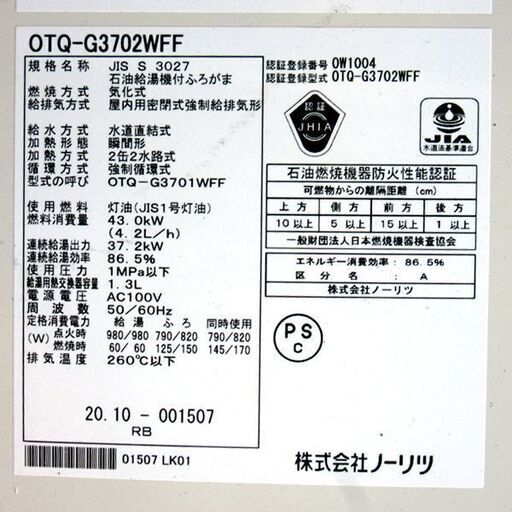 OTQ-G3702WFF
規格名称 JIS S 3027
石油給湯機付ふろがま
燃焼方式 気化式
給排気方式 屋内用密閉式強制給排気形
給水方式 水道直結式
加熱形態 瞬間形
加熱方式 2缶2水路式
循環方式 強制循環式
型式の呼び OTQ-G3701WFF
使用燃料 灯油(JIS1号灯油)
燃料消費量 43.0kW
(4.2L/h)
連続給湯出力 37.2kW
連続給湯効率 86.5%
使用圧力 1MPa以下
給湯用熱交換器容量 1.3L
電源電圧 AC100V
周波数 50/60Hz
定格消費電力 給湯 ふろ 同時使用
(W) 点火時 980/980 790/820 790/820
燃焼時 60/60 125/150 145/170
排気温度 260℃以下
20.10-001507
RB
01507 LK01
認証登録番号 OW1004
認証登録型式 OTQ-G3702WFF
認証
JHIA
JIA
水道法基準適合
石油燃焼機器防火性能認証
可燃物からの離隔距離 (cm)
上方 側方 前方 後方
10以上 5以上 15以上 1以上
一般財団法人日本燃焼機器検査協会
エネルギー消費効率: 86.5%
区分名: A
株式会社ノーリツ
PS
C
株式会社ノーリツ